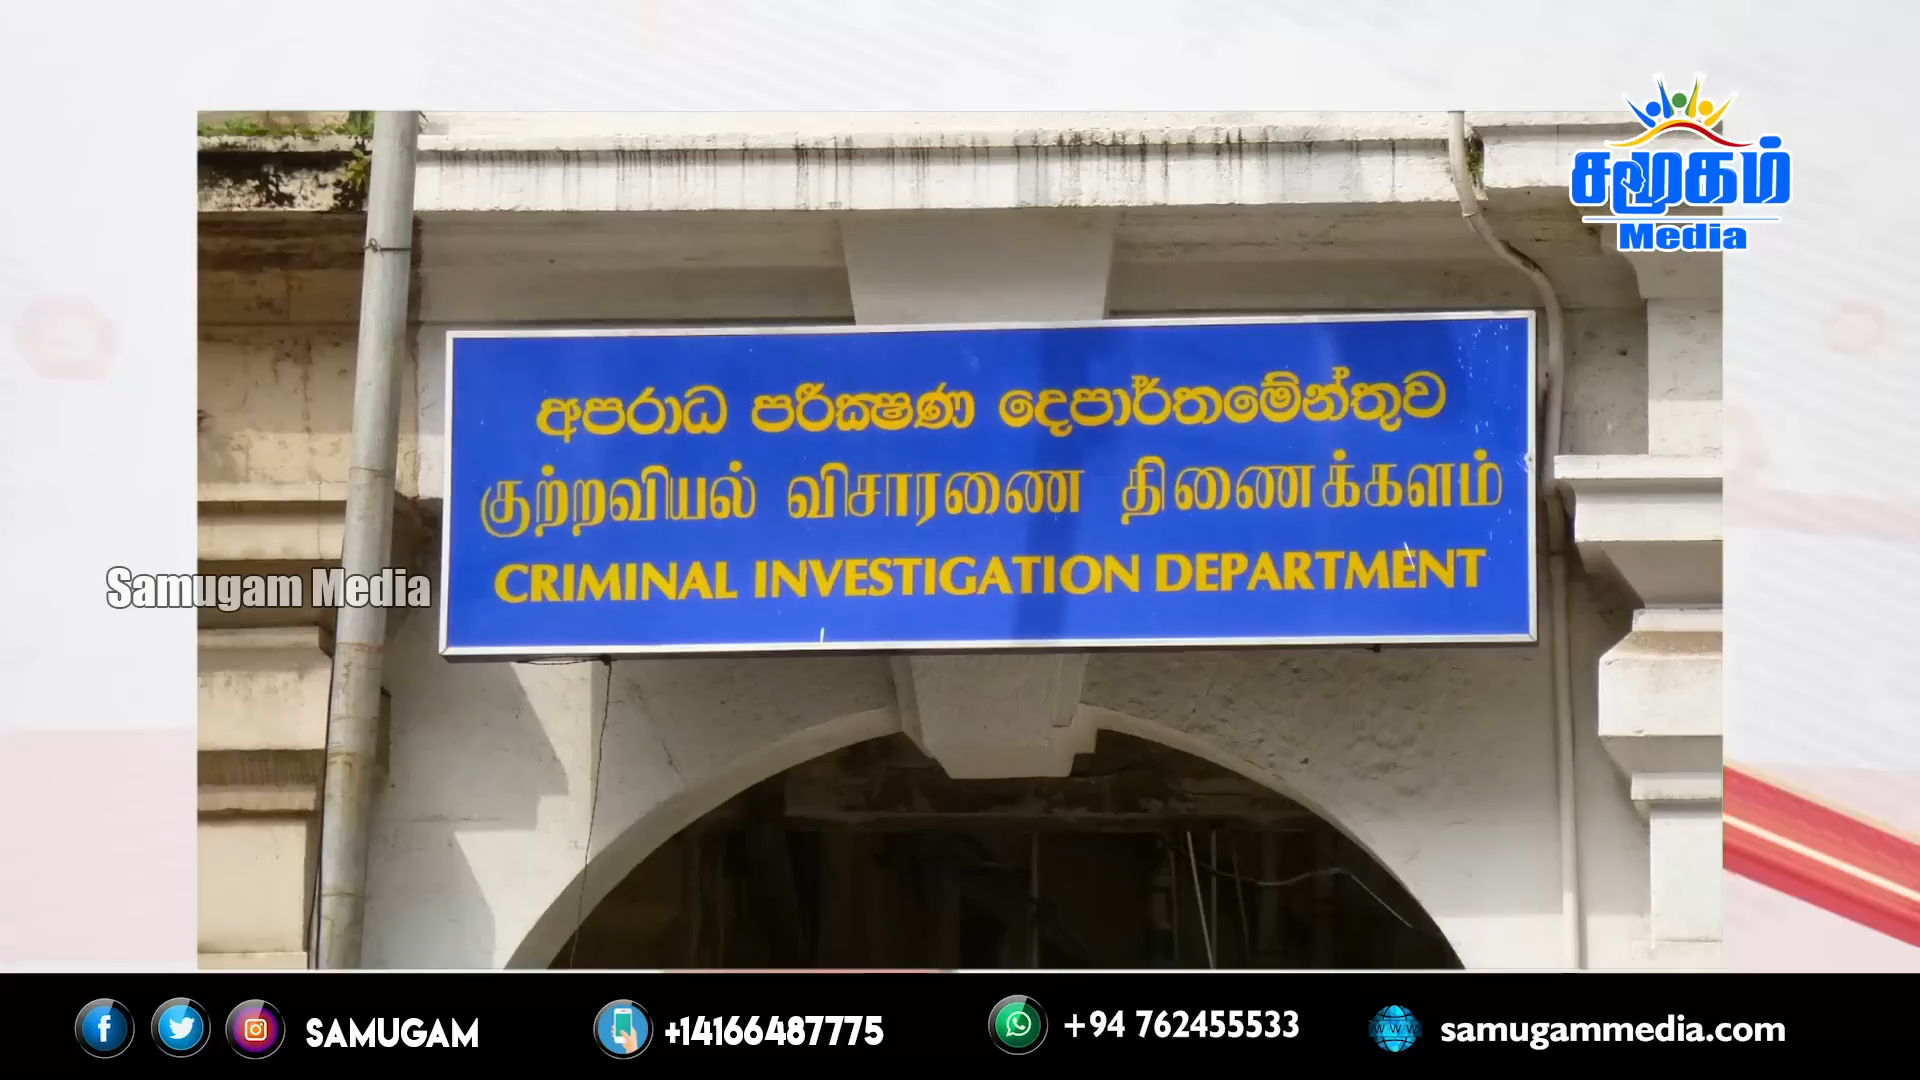 சமூகம்
Media
අපරාධ පරීක්ෂණ දෙපාර්තමේන්තුව
குற்றவியல் விசாரணை திணைக்களம்
CRIMINAL INVESTIGATION DEPARTMENT
Samugam Media
SAMUGAM
+14166487775
+94 762455533
samugammedia.com